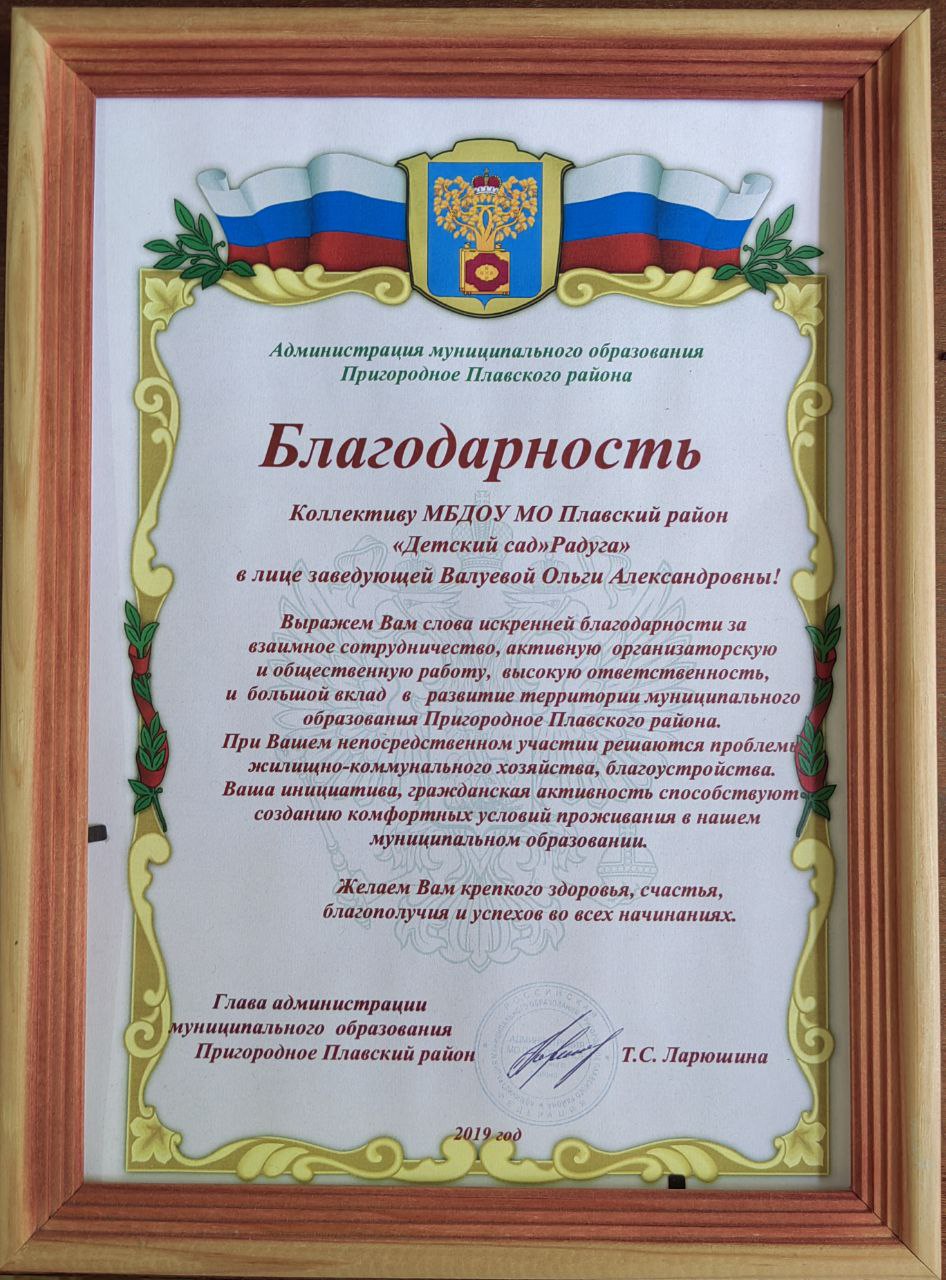 Администрация муниципального образования
Пригородное Плавского района
Благодарность
Коллективу МБДОУ МО Плавский район
«Детский сад»Радуга»
в лице заведующей Валуевой Ольги Александровны!
Выражем Вам слова искренней благодарности за
взаимное сотрудничество, активную организаторскую
и общественную работу, высокую ответственность,
и большой вклад в развитие территории муниципального
образования Пригородное Плавского района.
При Вашем непосредственном участии решаются проблемы
жилищно-коммунального хозяйства, благоустройства.
Ваша инициатива, гражданская активность способствуют
созданию комфортных условий проживания в нашем
муниципальном образовании.
Желаем Вам крепкого здоровья, счастья,
благополучия и успехов во всех начинаниях.
Глава администрации
муниципального образования
Пригородное Плавский район
Т.С. Ларюшина
2019 год